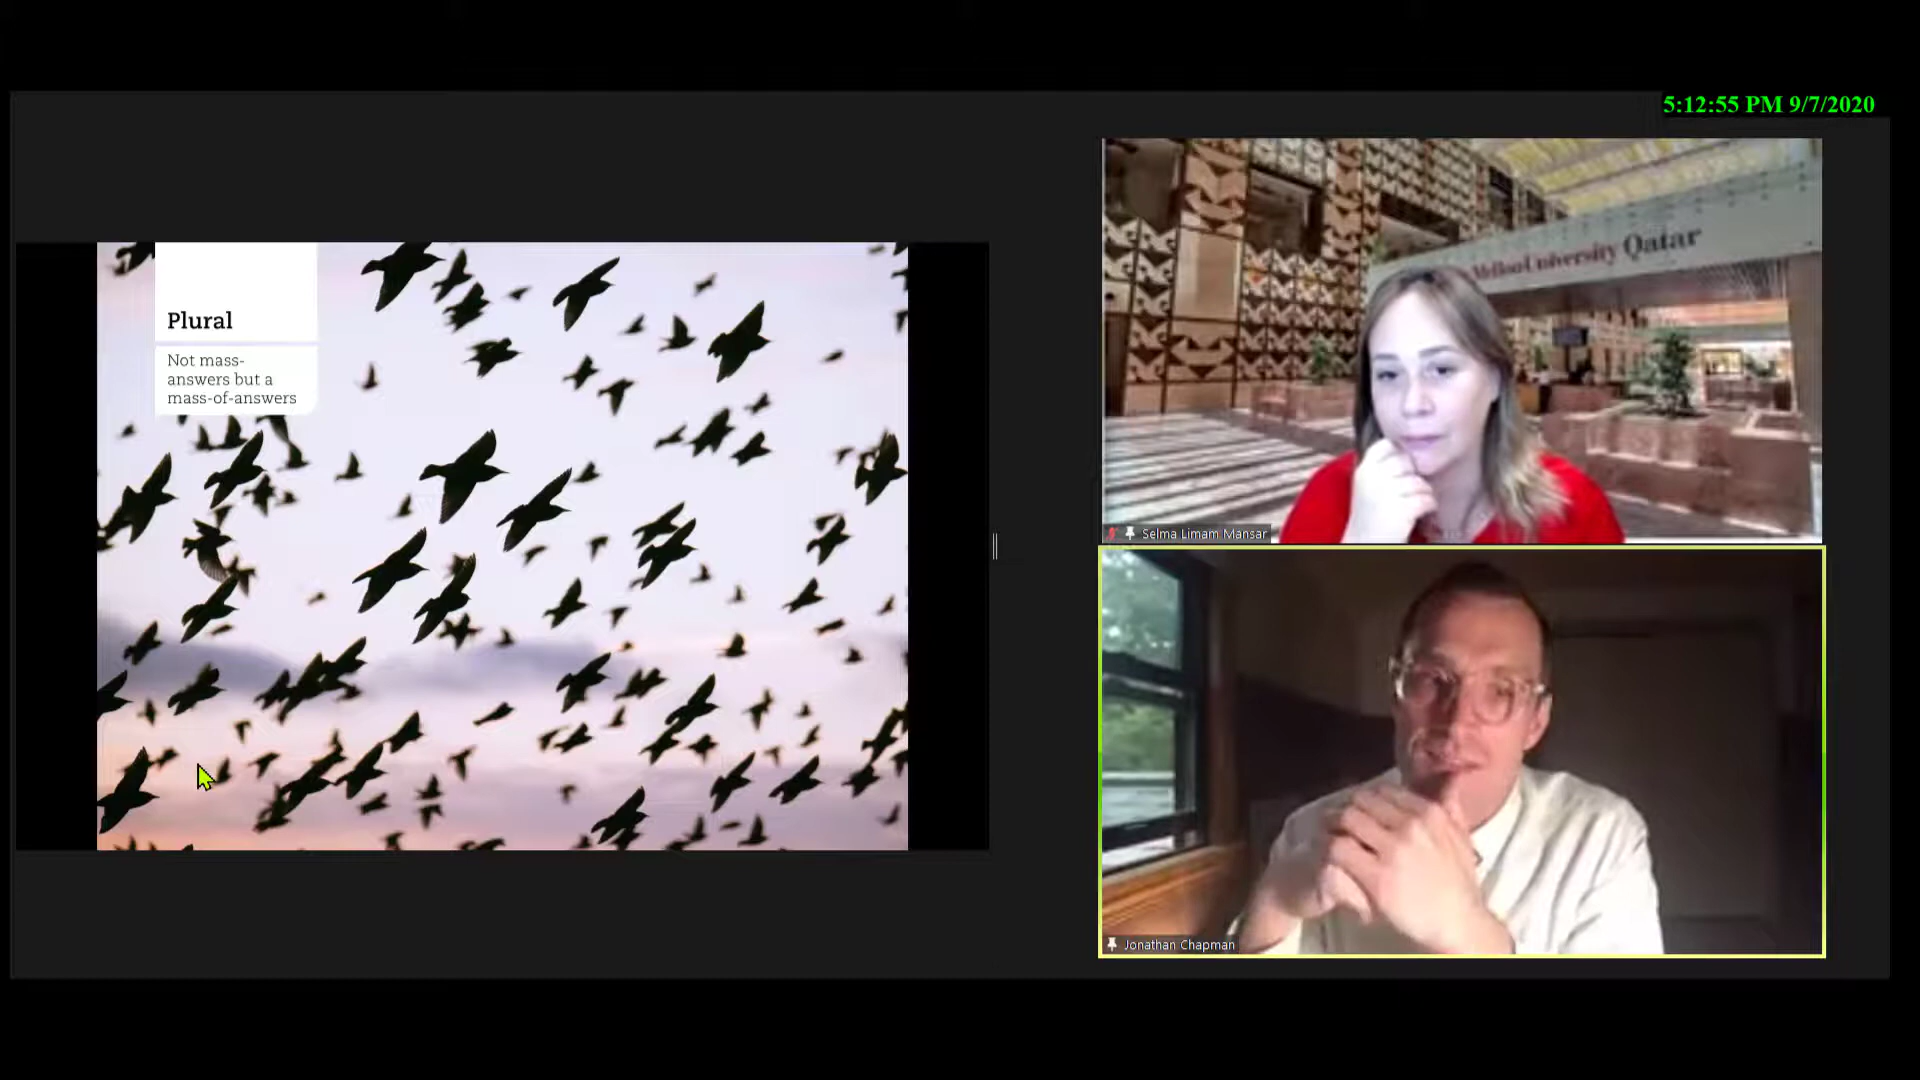 5:12:55 PM 9/7/2020
Plural
Not mass-
answers but a
mass-of-answers
Mellon University Qatar
Selma Limam Mansar
Jonathan Chapman